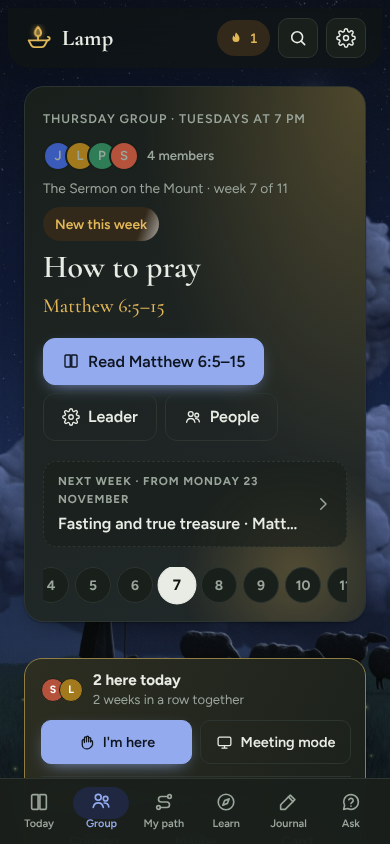 Lamp
1
THURSDAY GROUP · TUESDAYS AT 7 PM
J L P S 4 members
The Sermon on the Mount · week 7 of 11
New this week
How to pray
Matthew 6:5–15
Read Matthew 6:5–15
Leader
People
NEXT WEEK · FROM MONDAY 23
NOVEMBER
Fasting and true treasure · Matt...
4 5 6 7 8 9 10 11
S L 2 here today
2 weeks in a row together
I'm here
Meeting mode
Today Group My path Learn Journal Ask